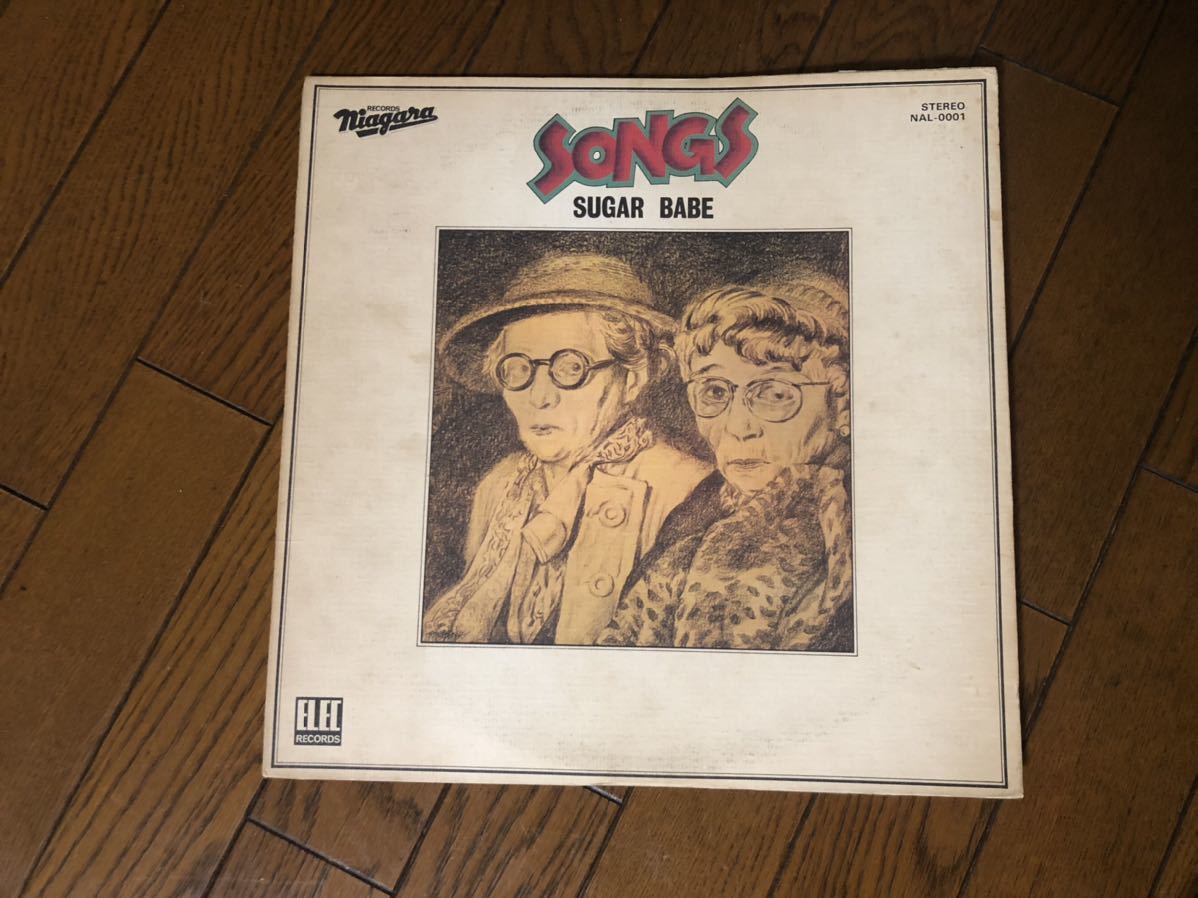 RECORDS
Niagara
SONGS
SUGAR BABE
STEREO
NAL-0001
ELEC
RECORDS